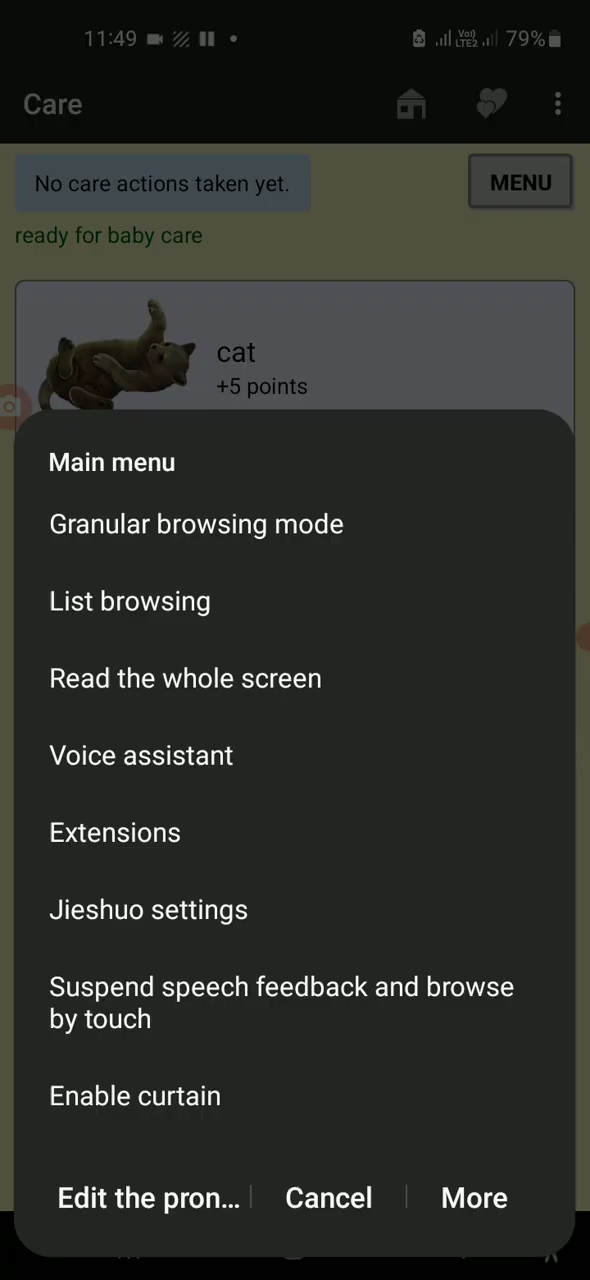 11:49
Vo)) LTE2 79%
Care
No care actions taken yet.
MENU
ready for baby care
cat
+5 points
Main menu
Granular browsing mode
List browsing
Read the whole screen
Voice assistant
Extensions
Jieshuo settings
Suspend speech feedback and browse
by touch
Enable curtain
Edit the pron... Cancel More